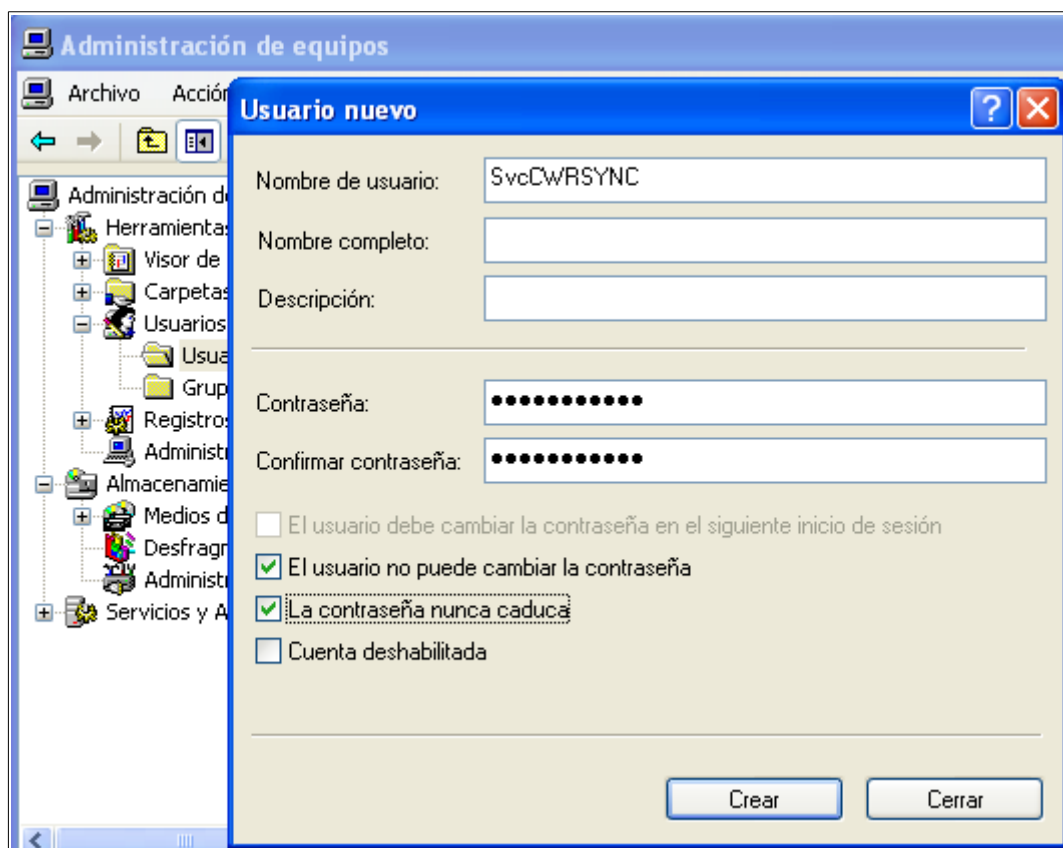 Administración de equipos
Archivo Acción
Usuario nuevo
Administración de
Herramientas
Visor de
Carpetas
Usuarios
Usua
Grup
Registros
Administr
Almacenamie
Medios d
Desfragm
Administr
Servicios y A
Nombre de usuario: SvcCWRSYNC
Nombre completo:
Descripción:
Contraseña: ●●●●●●●●●●●
Confirmar contraseña: ●●●●●●●●●●●
El usuario debe cambiar la contraseña en el siguiente inicio de sesión
El usuario no puede cambiar la contraseña
La contraseña nunca caduca
Cuenta deshabilitada
Crear Cerrar